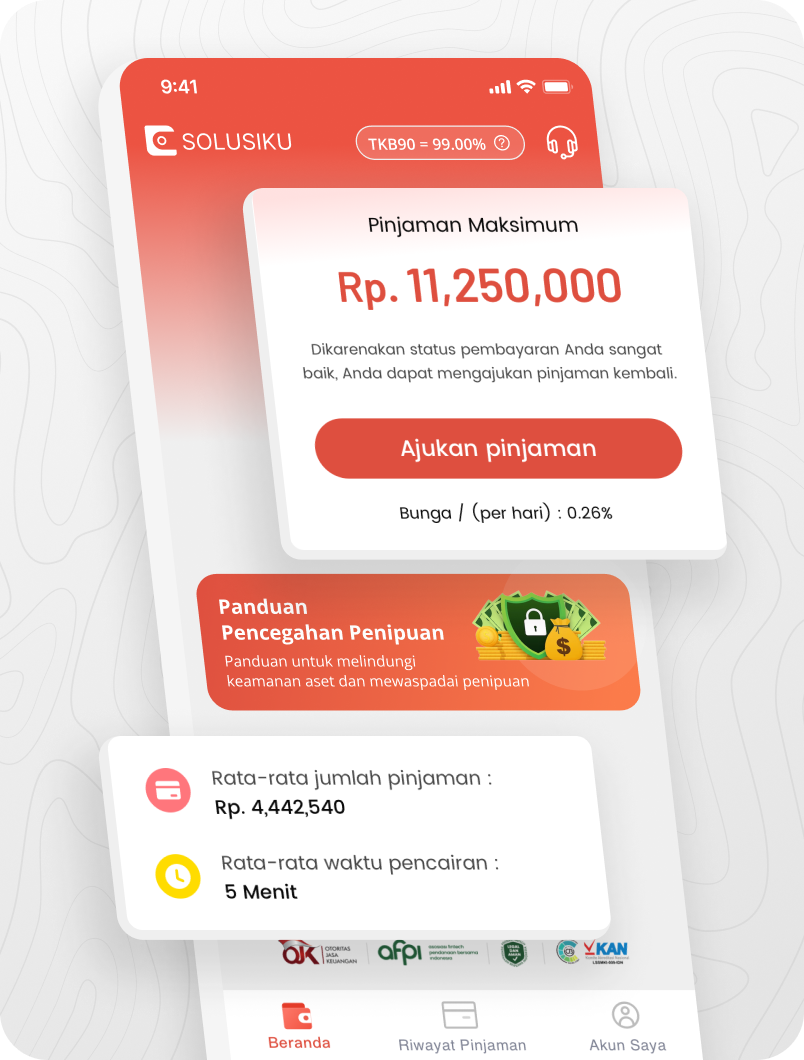 9:41
SOLUSIKU
TKB90 = 99.00% ?
Pinjaman Maksimum
Rp. 11,250,000
Dikarenakan status pembayaran Anda sangat
baik, Anda dapat mengajukan pinjaman kembali.
Ajukan pinjaman
Bunga / (per hari) : 0.26%
Panduan
Pencegahan Penipuan
Panduan untuk melindungi
keamanan aset dan mewaspadai penipuan
$
Rata-rata jumlah pinjaman :
Rp. 4,442,540
Rata-rata waktu pencairan :
5 Menit
OJK OTORITAS
JASA
KEUANGAN
afpi asosiasi fintech
pendanaan bersama
indonesia
LEGAL
DAN
AMAN
KAN
Beranda
Riwayat Pinjaman
Akun Saya